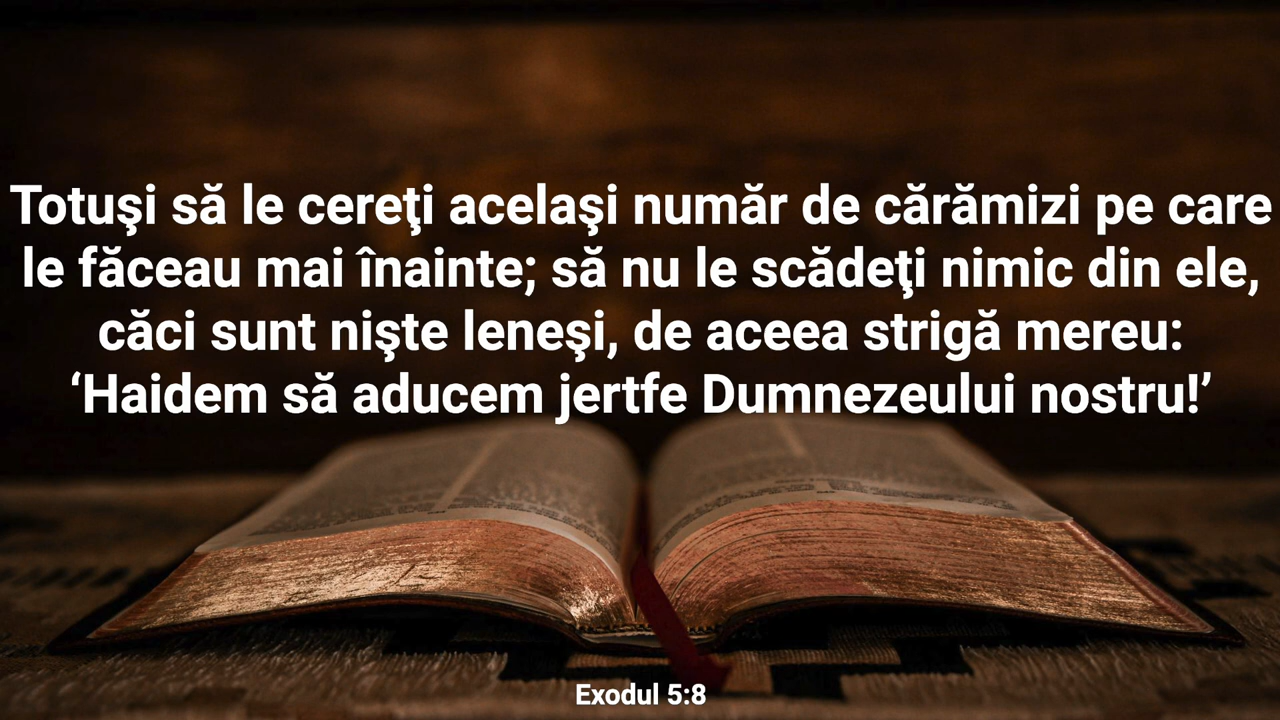 Totuşi să le cereţi acelaşi număr de cărămizi pe care
le făceau mai înainte; să nu le scădeţi nimic din ele,
căci sunt nişte leneşi, de aceea strigă mereu:
‘Haidem să aducem jertfe Dumnezeului nostru!’
Exodul 5:8